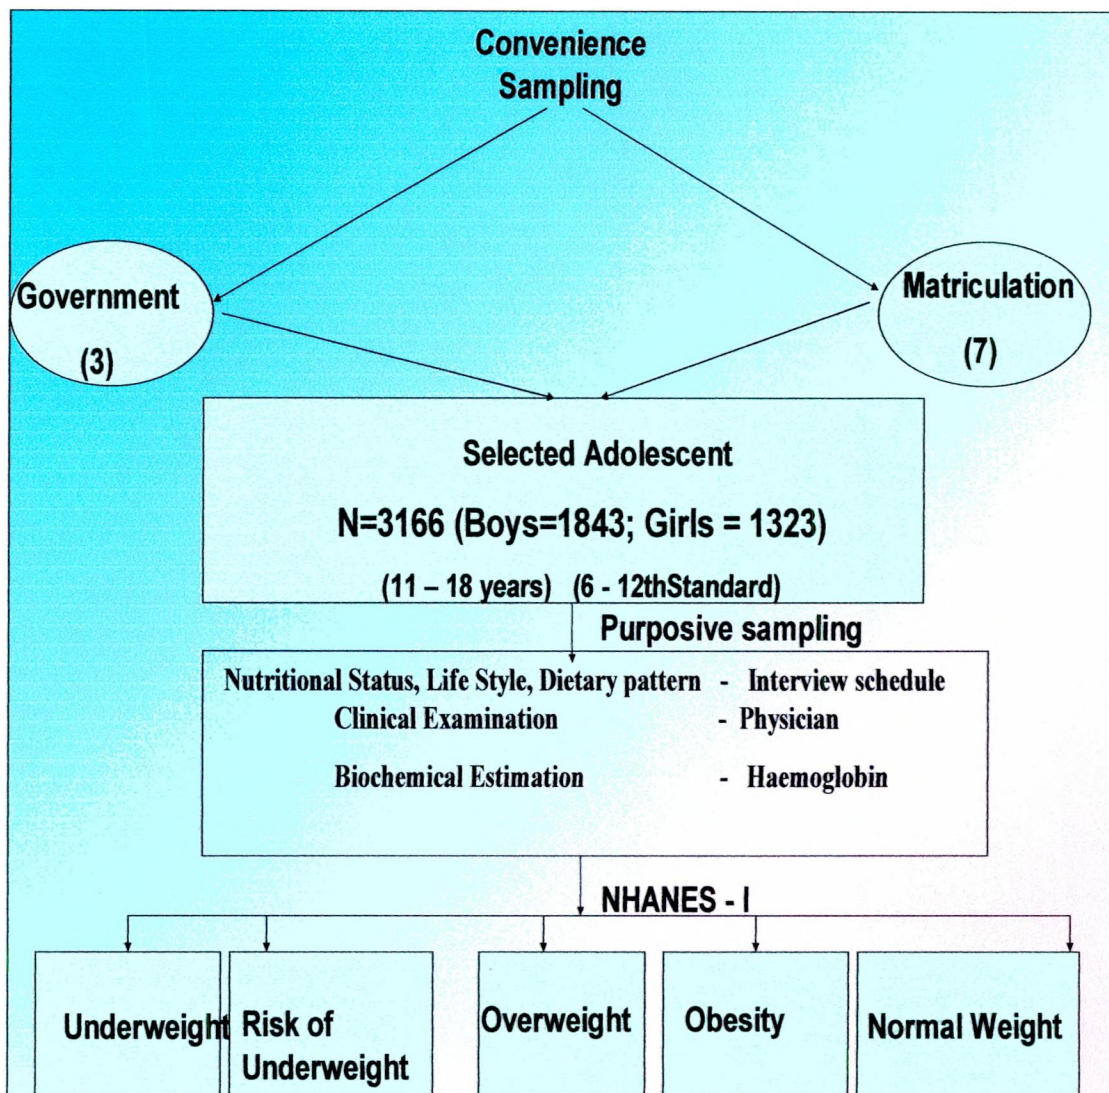 Convenience
Sampling
Government
(3)
Matriculation
(7)
Selected Adolescent
N=3166 (Boys=1843; Girls = 1323)
(11 – 18 years) (6 - 12thStandard)
Purposive sampling
Nutritional Status, Life Style, Dietary pattern - Interview schedule
Clinical Examination - Physician
Biochemical Estimation - Haemoglobin
NHANES - I
Underweight
Risk of
Underweight
Overweight
Obesity
Normal Weight